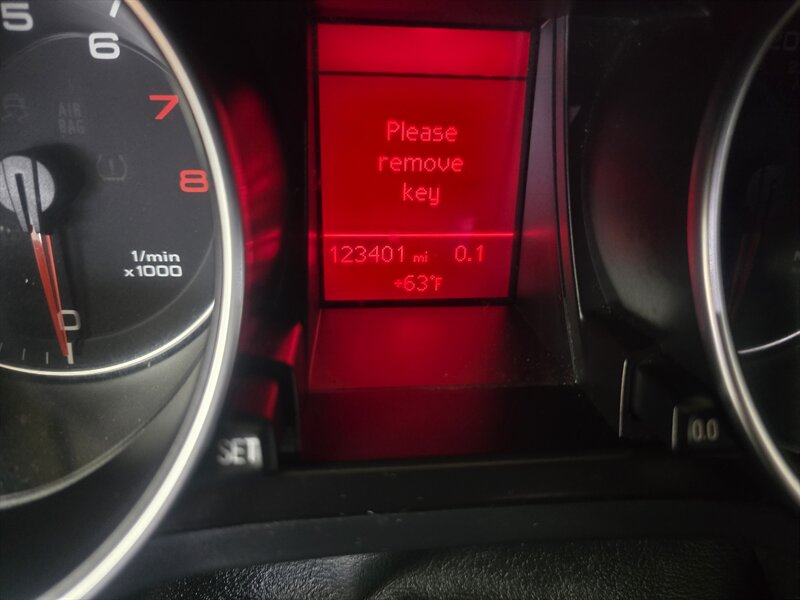 5
6
7
7
8
AIR
BAG
1/min
x1000
0
Please
remove
key
123401 mi 0.1
+63°F
SET
0.0